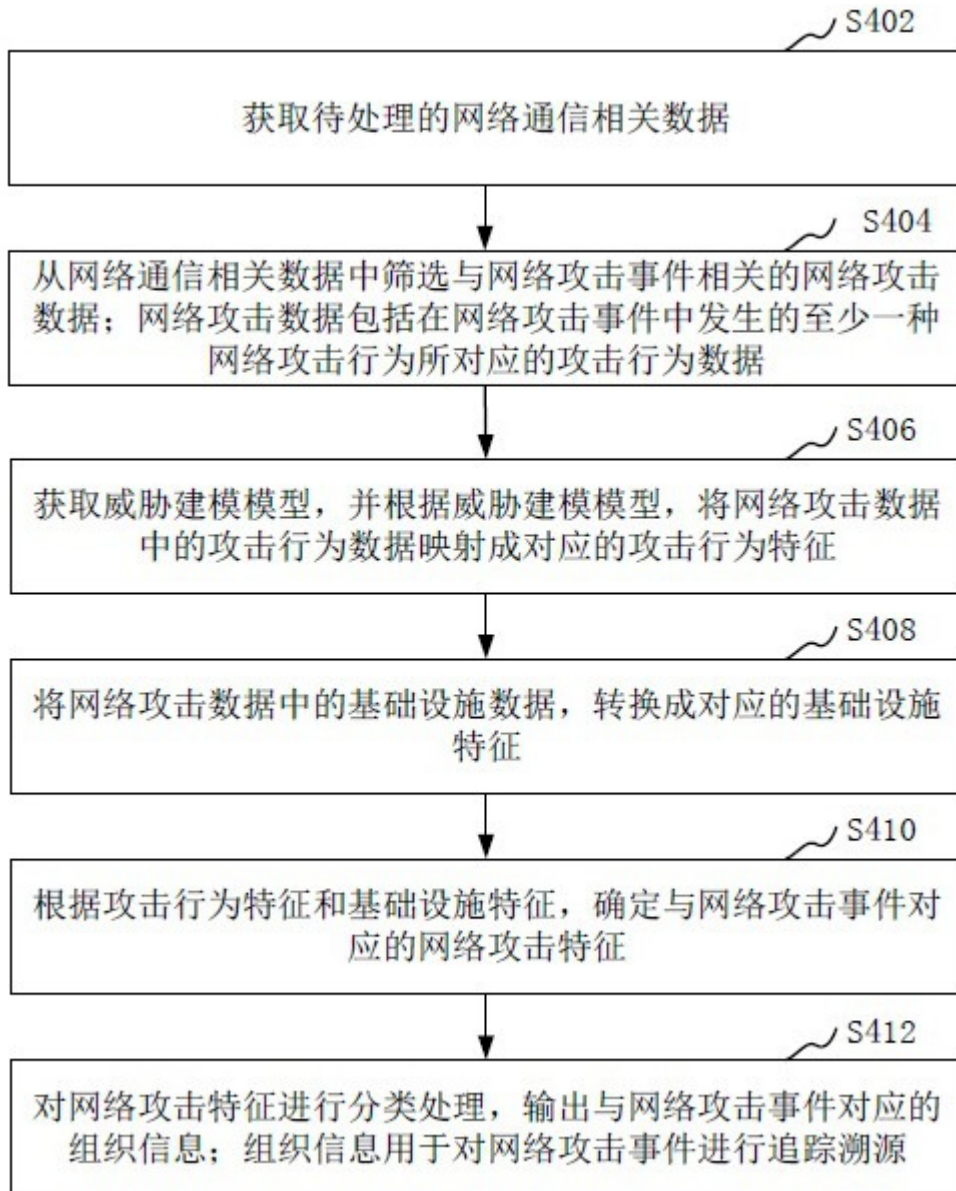 S402
获取待处理的网络通信相关数据
S404
从网络通信相关数据中筛选与网络攻击事件相关的网络攻击
数据；网络攻击数据包括在网络攻击事件中发生的至少一种
网络攻击行为所对应的攻击行为数据
S406
获取威胁建模模型，并根据威胁建模模型，将网络攻击数据
中的攻击行为数据映射成对应的攻击行为特征
S408
将网络攻击数据中的基础设施数据，转换成对应的基础设施
特征
S410
根据攻击行为特征和基础设施特征，确定与网络攻击事件对
应的网络攻击特征
S412
对网络攻击特征进行分类处理，输出与网络攻击事件对应的
组织信息；组织信息用于对网络攻击事件进行追踪溯源